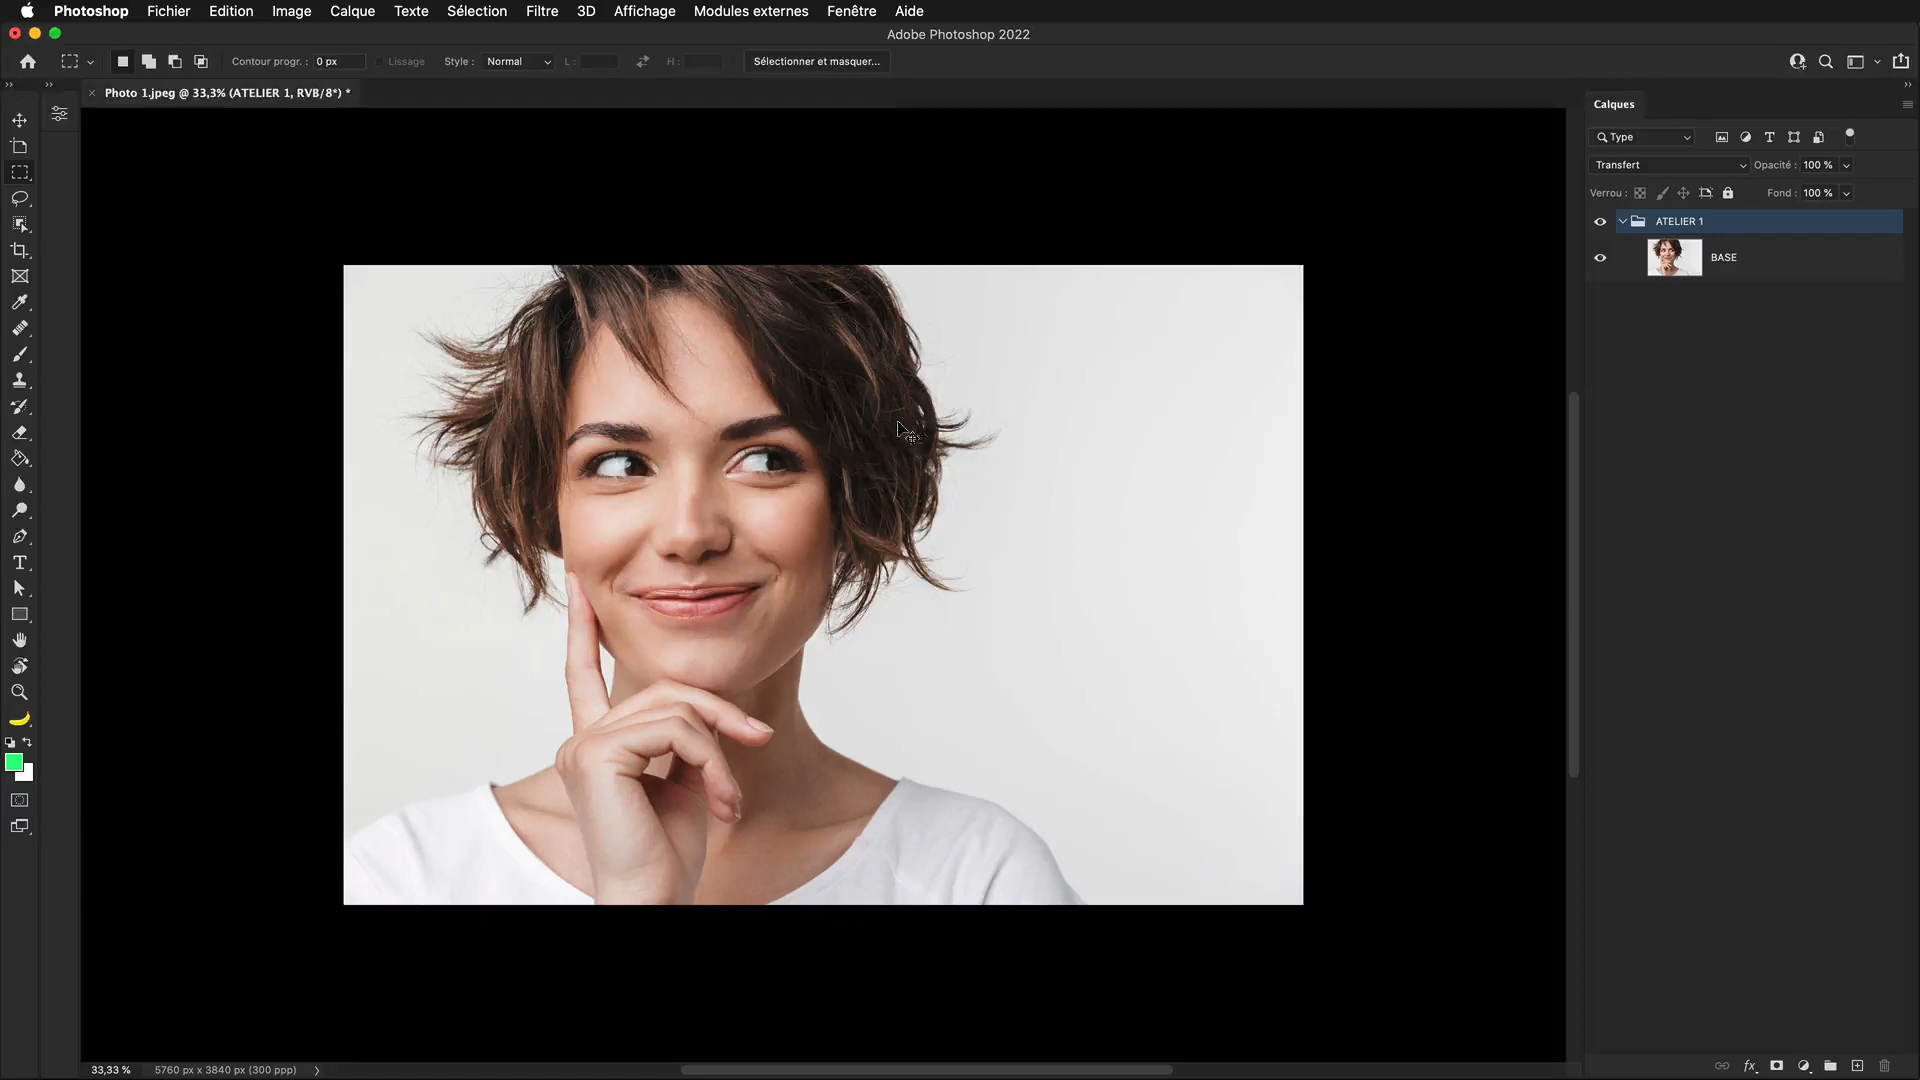 Photoshop Fichier Edition Image Calque Texte Sélection Filtre 3D Affichage Modules externes Fenêtre Aide
Adobe Photoshop 2022
Contour progr. : 0 px Lissage Style : Normal L : H : Sélectionner et masquer...
× Photo 1.jpeg @ 33,3% (ATELIER 1, RVB/8*) *
Calques
Type
Transfert Opacité : 100 %
Verrou : Fond : 100 %
ATELIER 1
BASE
33,33 % 5760 px x 3840 px (300 ppp)